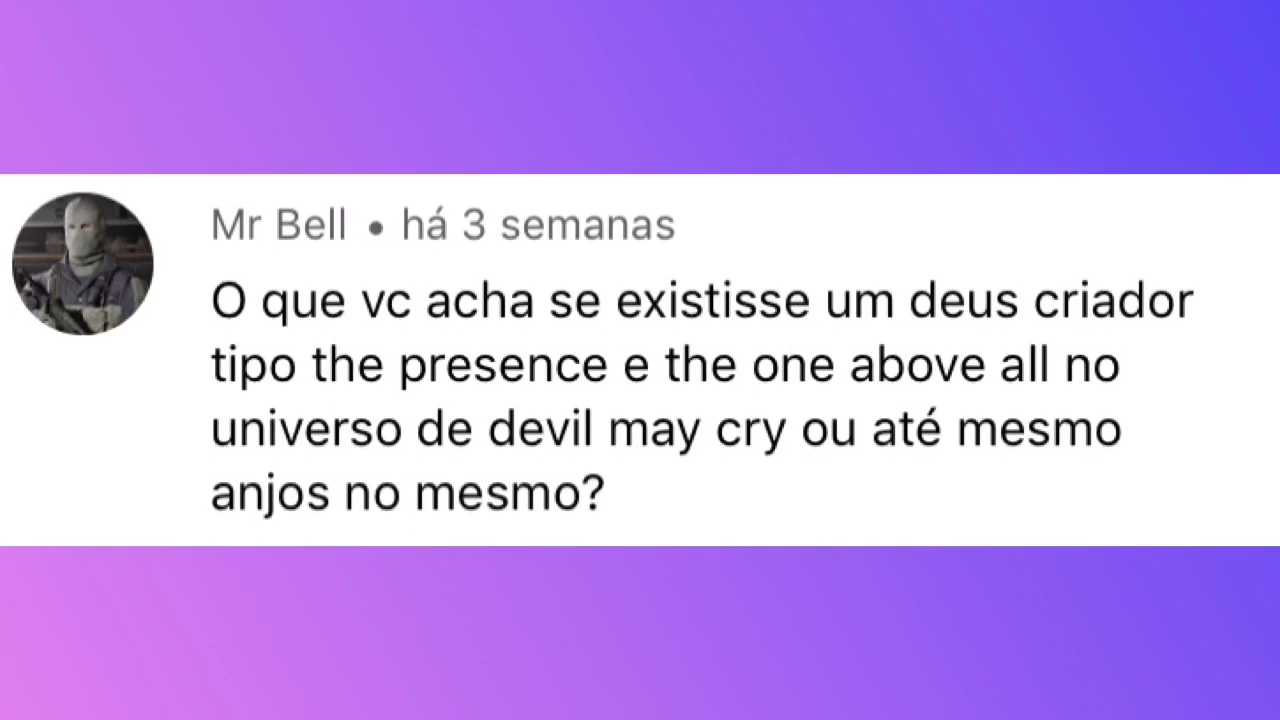 Mr Bell • há 3 semanas
O que vc acha se existisse um deus criador
tipo the presence e the one above all no
universo de devil may cry ou até mesmo
anjos no mesmo?